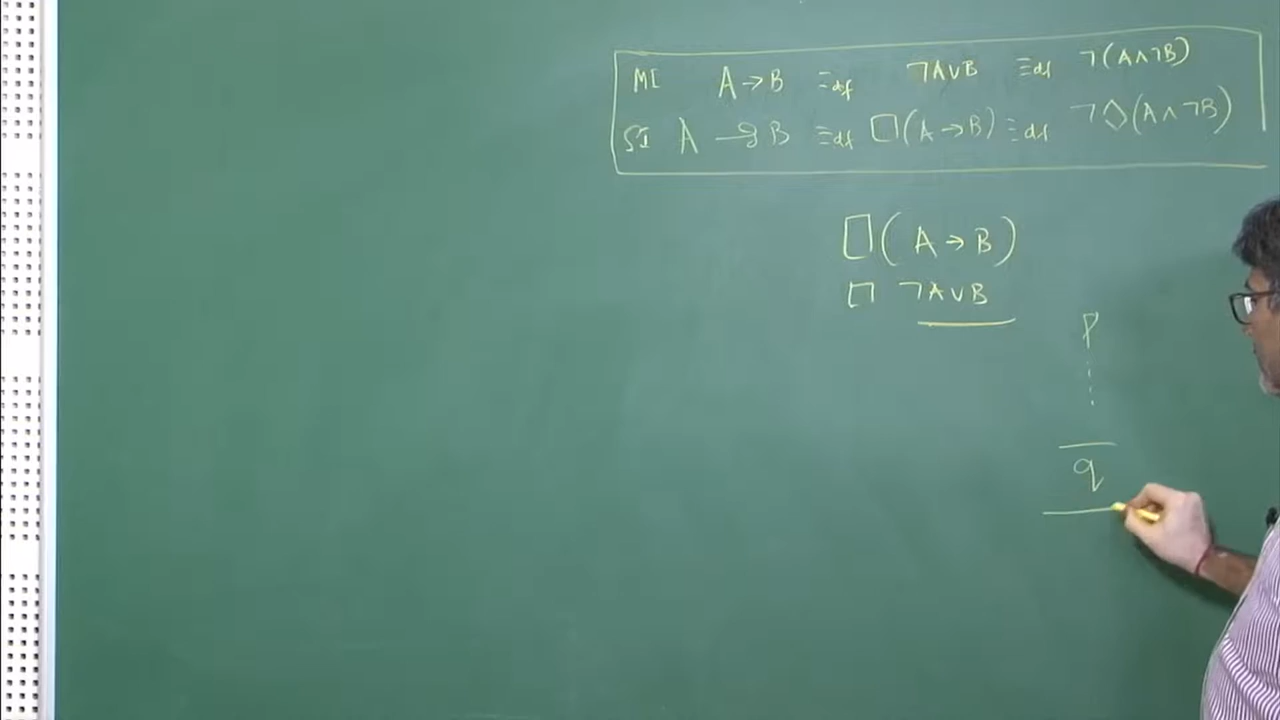 MI A → B ≡df ¬A∨B ≡df ¬(A∧¬B)
SI A ⥽ B ≡df □(A→B) ≡df ¬◇(A∧¬B)
□(A→B)
□ ¬A∨B
p
q